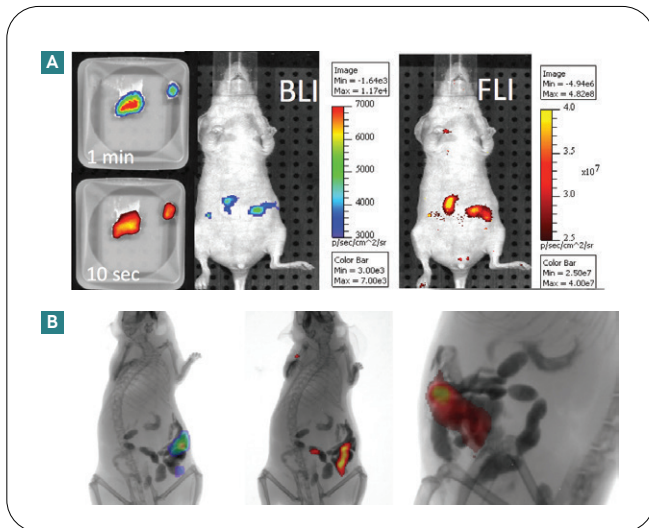 A
1 min
10 sec
BLI
Image
Min = -1.64e3
Max = 1.17e4
7000
6000
5000
4000
3000
p/sec/cm^2/sr
Color Bar
Min = 3.00e3
Max = 7.00e3
FLI
Image
Min = -4.94e6
Max = 4.82e8
4.0
3.5
x10⁷
3.0
2.5
p/sec/cm^2/sr
Color Bar
Min = 2.50e7
Max = 4.00e7
B